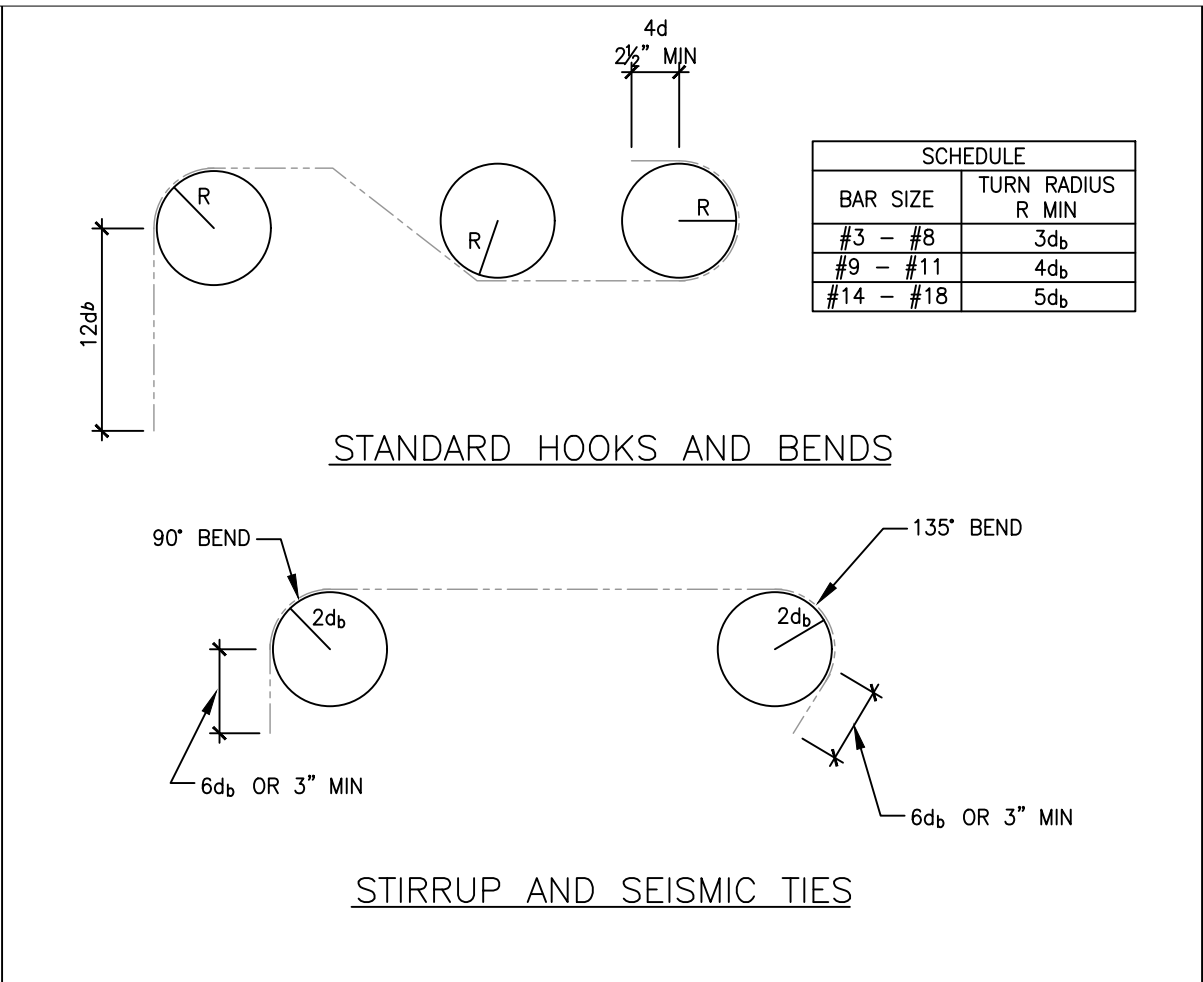 4d
2½” MIN
R
R
R
12db
SCHEDULE
BAR SIZE
TURN RADIUS
R MIN
#3 – #8
3db
#9 – #11
4db
#14 – #18
5db
STANDARD HOOKS AND BENDS
90° BEND
135° BEND
2db
2db
6db OR 3” MIN
6db OR 3” MIN
STIRRUP AND SEISMIC TIES